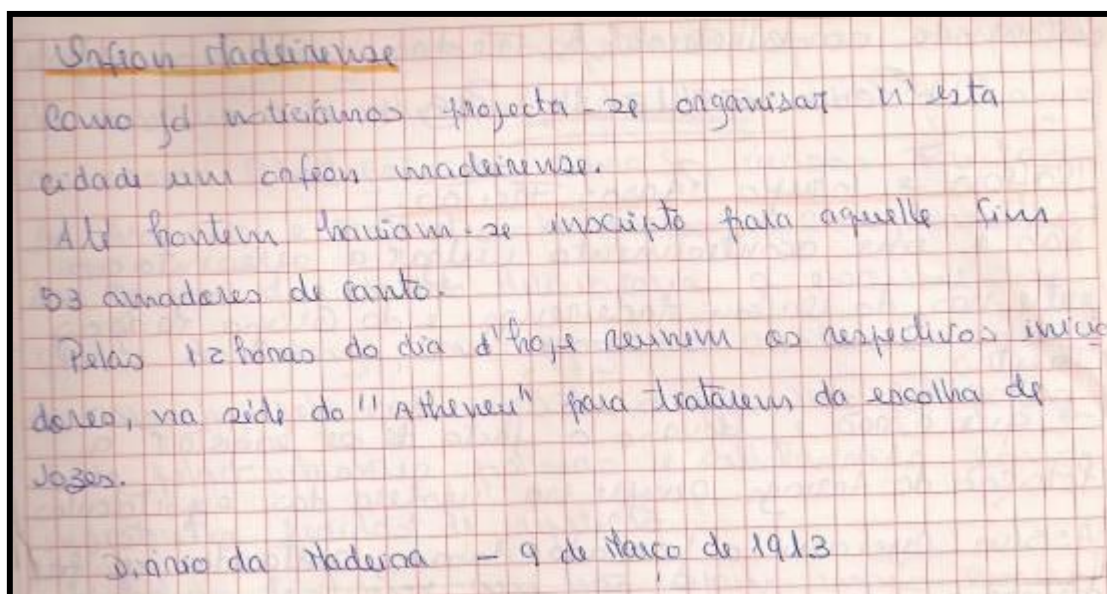 Orfeon Madeirense
Como já noticiámos projecta-se organisar n'esta
cidade um orfeon madeirense.
Até hontem haviam-se inscripto para aquelle fim
53 amadores de canto.
Pelas 12 horas do dia d'hoje reunem os respectivos inicia
dores, na séde do "Atheneu" para tratarem da escolha de
vozes.
Diário da Madeira - 9 de Março de 1913